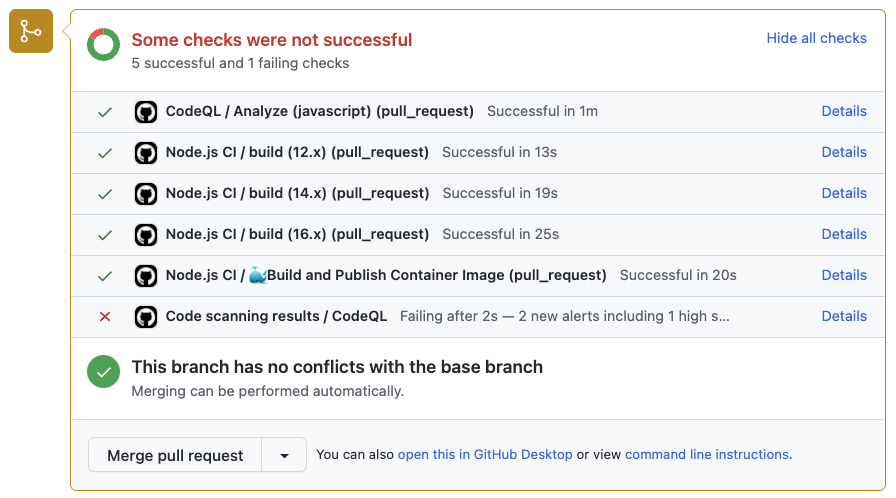 Some checks were not successful
Hide all checks
5 successful and 1 failing checks
CodeQL / Analyze (javascript) (pull_request) Successful in 1m Details
Node.js CI / build (12.x) (pull_request) Successful in 13s Details
Node.js CI / build (14.x) (pull_request) Successful in 19s Details
Node.js CI / build (16.x) (pull_request) Successful in 25s Details
Node.js CI / 🐳Build and Publish Container Image (pull_request) Successful in 20s Details
Code scanning results / CodeQL Failing after 2s — 2 new alerts including 1 high s... Details
This branch has no conflicts with the base branch
Merging can be performed automatically.
Merge pull request You can also open this in GitHub Desktop or view command line instructions.